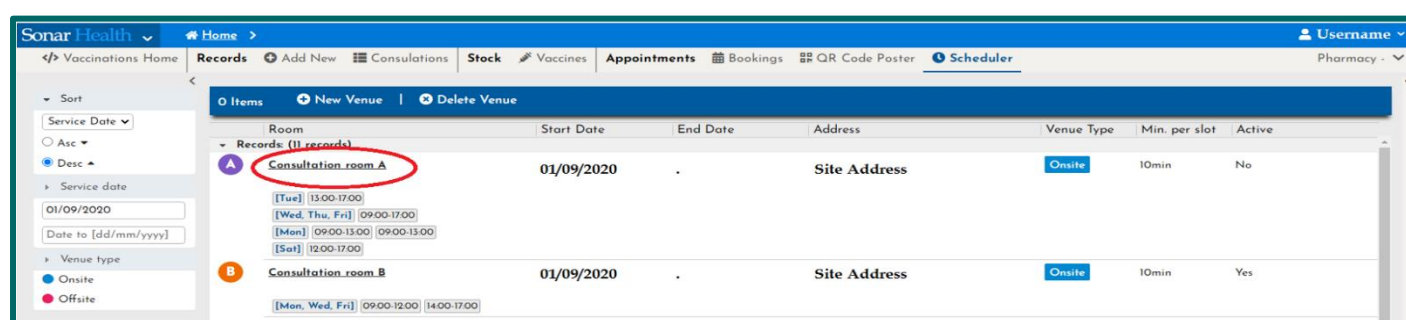 Sonar Health Home > Username
</> Vaccinations Home Records Add New Consulations Stock Vaccines Appointments Bookings QR Code Poster Scheduler Pharmacy -
Sort
Service Date
Asc
Desc
Service date
01/09/2020
Date to [dd/mm/yyyy]
Venue type
Onsite
Offsite
0 Items New Venue | Delete Venue
Room Start Date End Date Address Venue Type Min. per slot Active
Records: (11 records)
A Consultation room A 01/09/2020 . Site Address Onsite 10min No
[Tue] 13:00-17:00
[Wed, Thu, Fri] 09:00-17:00
[Mon] 09:00-13:00 09:00-13:00
[Sat] 12:00-17:00
B Consultation room B 01/09/2020 . Site Address Onsite 10min Yes
[Mon, Wed, Fri] 09:00-12:00 14:00-17:00